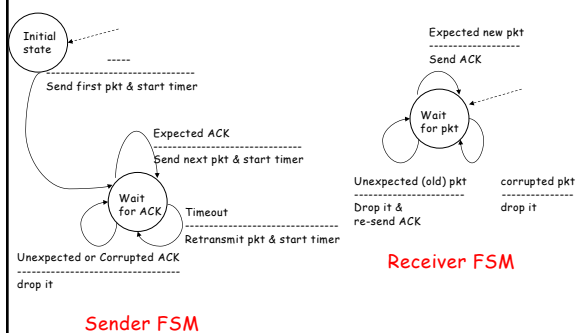 Initial
state
-----
---------------------------------
Send first pkt & start timer
Expected ACK
---------------------------------
Send next pkt & start timer
Wait
for ACK
Timeout
----------------------------------
Retransmit pkt & start timer
Unexpected or Corrupted ACK
------------------------------------
drop it
Sender FSM
Expected new pkt
--------------------
Send ACK
Wait
for pkt
Unexpected (old) pkt
------------------------
Drop it &
re-send ACK
corrupted pkt
----------------
drop it
Receiver FSM